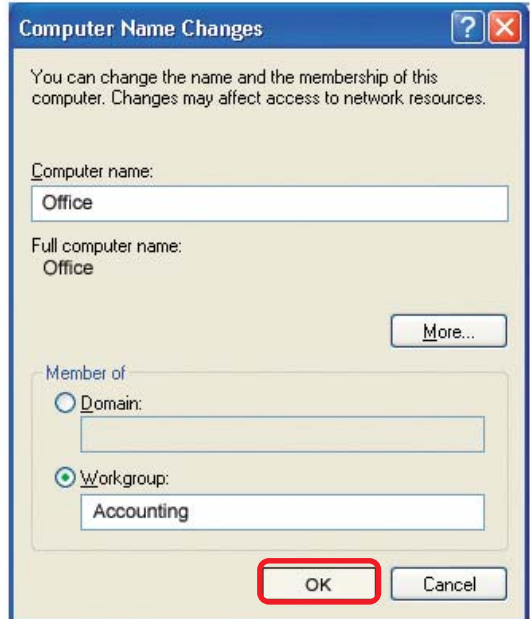 Computer Name Changes
You can change the name and the membership of this
computer. Changes may affect access to network resources.
Computer name:
Office
Full computer name:
Office
More...
Member of
Domain:
Workgroup:
Accounting
OK Cancel